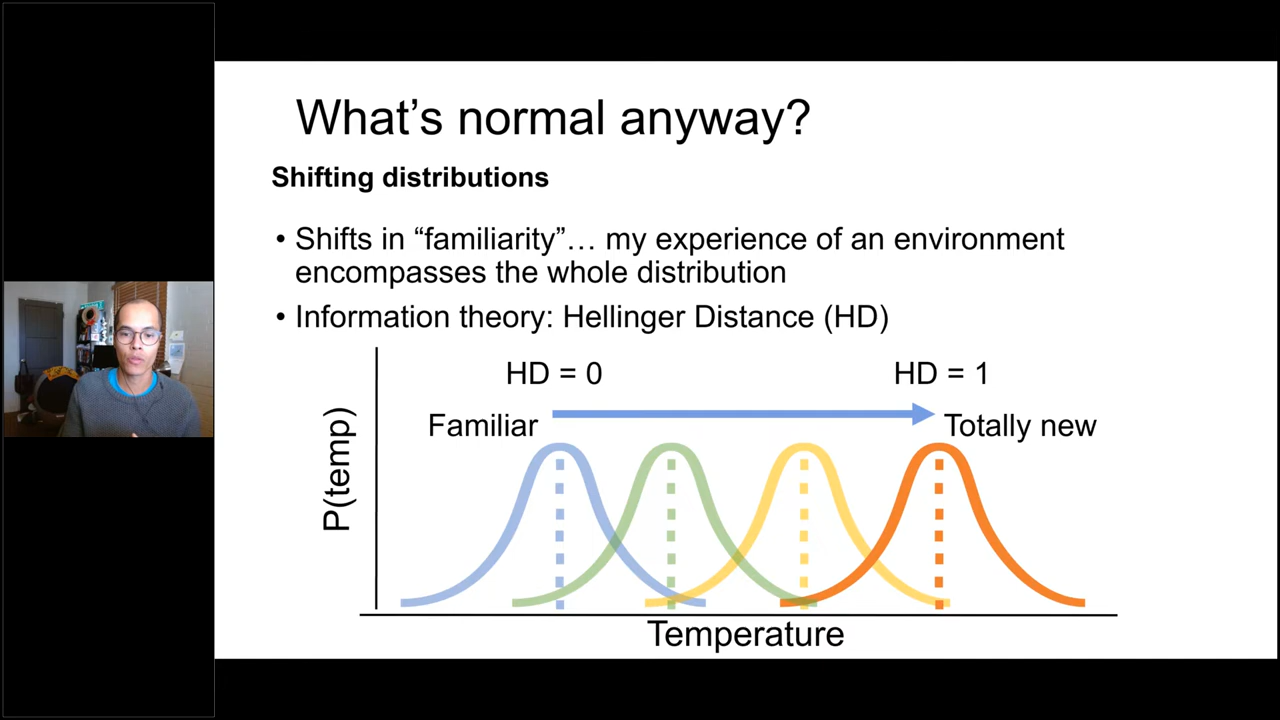 What’s normal anyway?
Shifting distributions
• Shifts in “familiarity”… my experience of an environment
encompasses the whole distribution
• Information theory: Hellinger Distance (HD)
HD = 0
HD = 1
Familiar
Totally new
P(temp)
Temperature